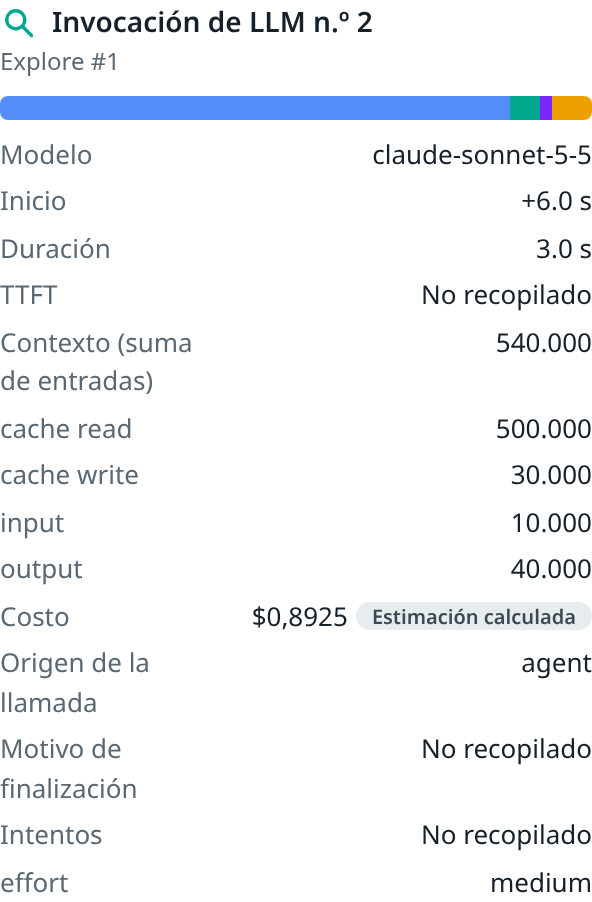 Invocación de LLM n.º 2
Explore #1
Modelo claude-sonnet-5-5
Inicio +6.0 s
Duración 3.0 s
TTFT No recopilado
Contexto (suma 540.000
de entradas)
cache read 500.000
cache write 30.000
input 10.000
output 40.000
Costo $0,8925 Estimación calculada
Origen de la agent
llamada
Motivo de No recopilado
finalización
Intentos No recopilado
effort medium